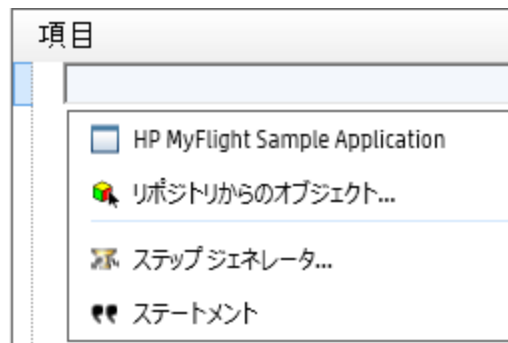 項目
HP MyFlight Sample Application
リポジトリからのオブジェクト...
ステップ ジェネレータ...
ステートメント